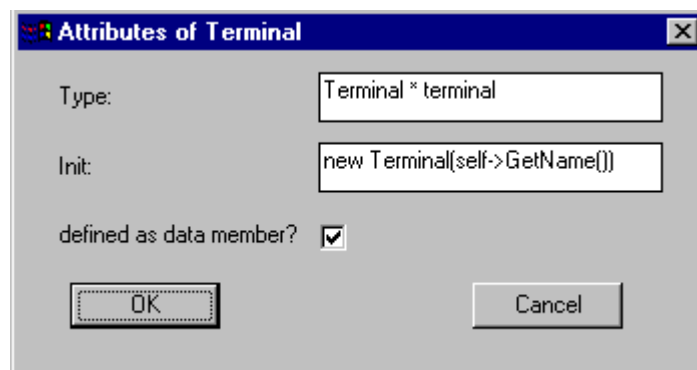 Attributes of Terminal
Type:
Terminal * terminal
Init:
new Terminal(self->GetName())
defined as data member?
OK
Cancel